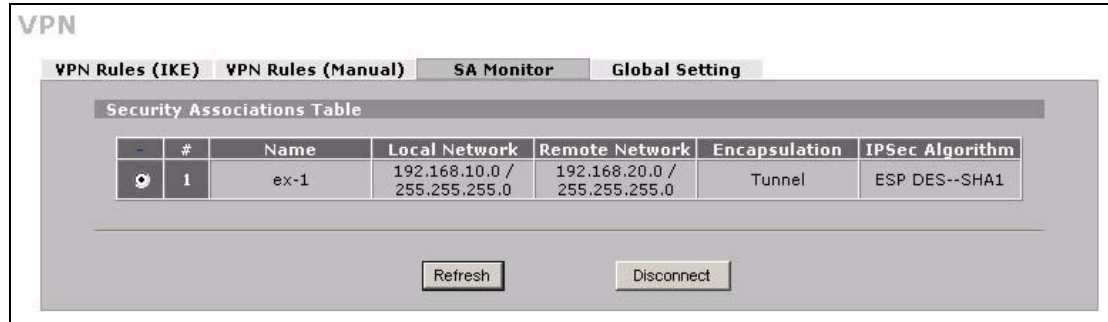 VPN
VPN Rules (IKE) VPN Rules (Manual) SA Monitor Global Setting
Security Associations Table
- # Name Local Network Remote Network Encapsulation IPSec Algorithm
1 ex-1 192.168.10.0 / 255.255.255.0 192.168.20.0 / 255.255.255.0 Tunnel ESP DES--SHA1
Refresh Disconnect